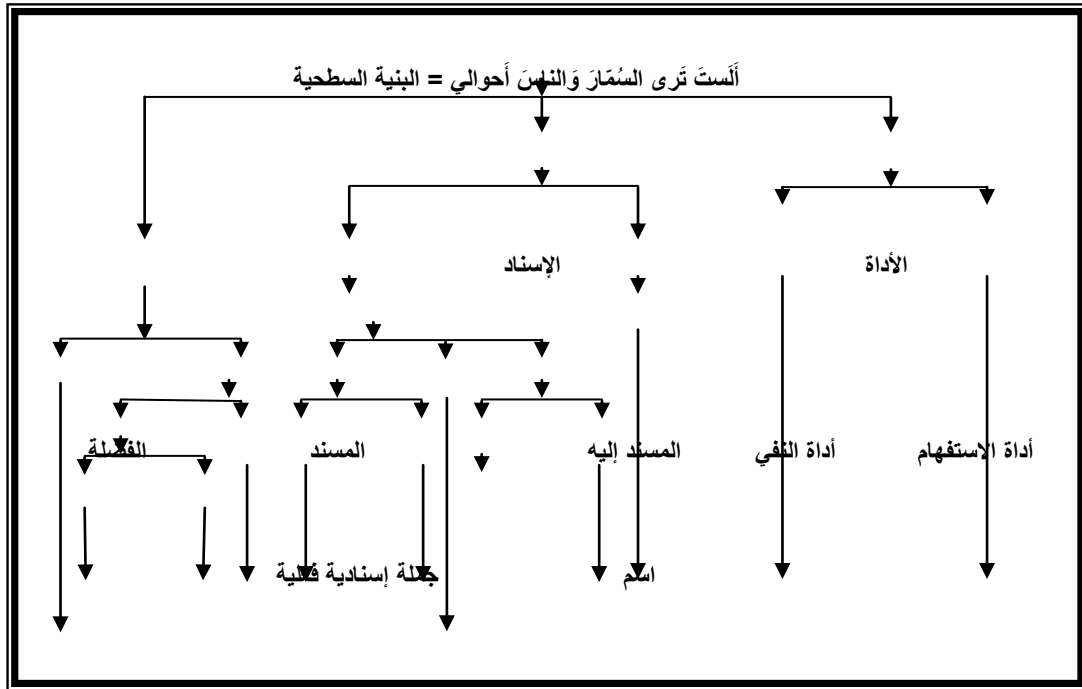 أَلَستَ تَرى السُمّارَ وَالناسَ أَحوالي = البنية السطحية
الأداة الإسناد
أداة الاستفهام أداة النفي المسند إليه المسند الفضلة
اسم جملة إسنادية فعلية